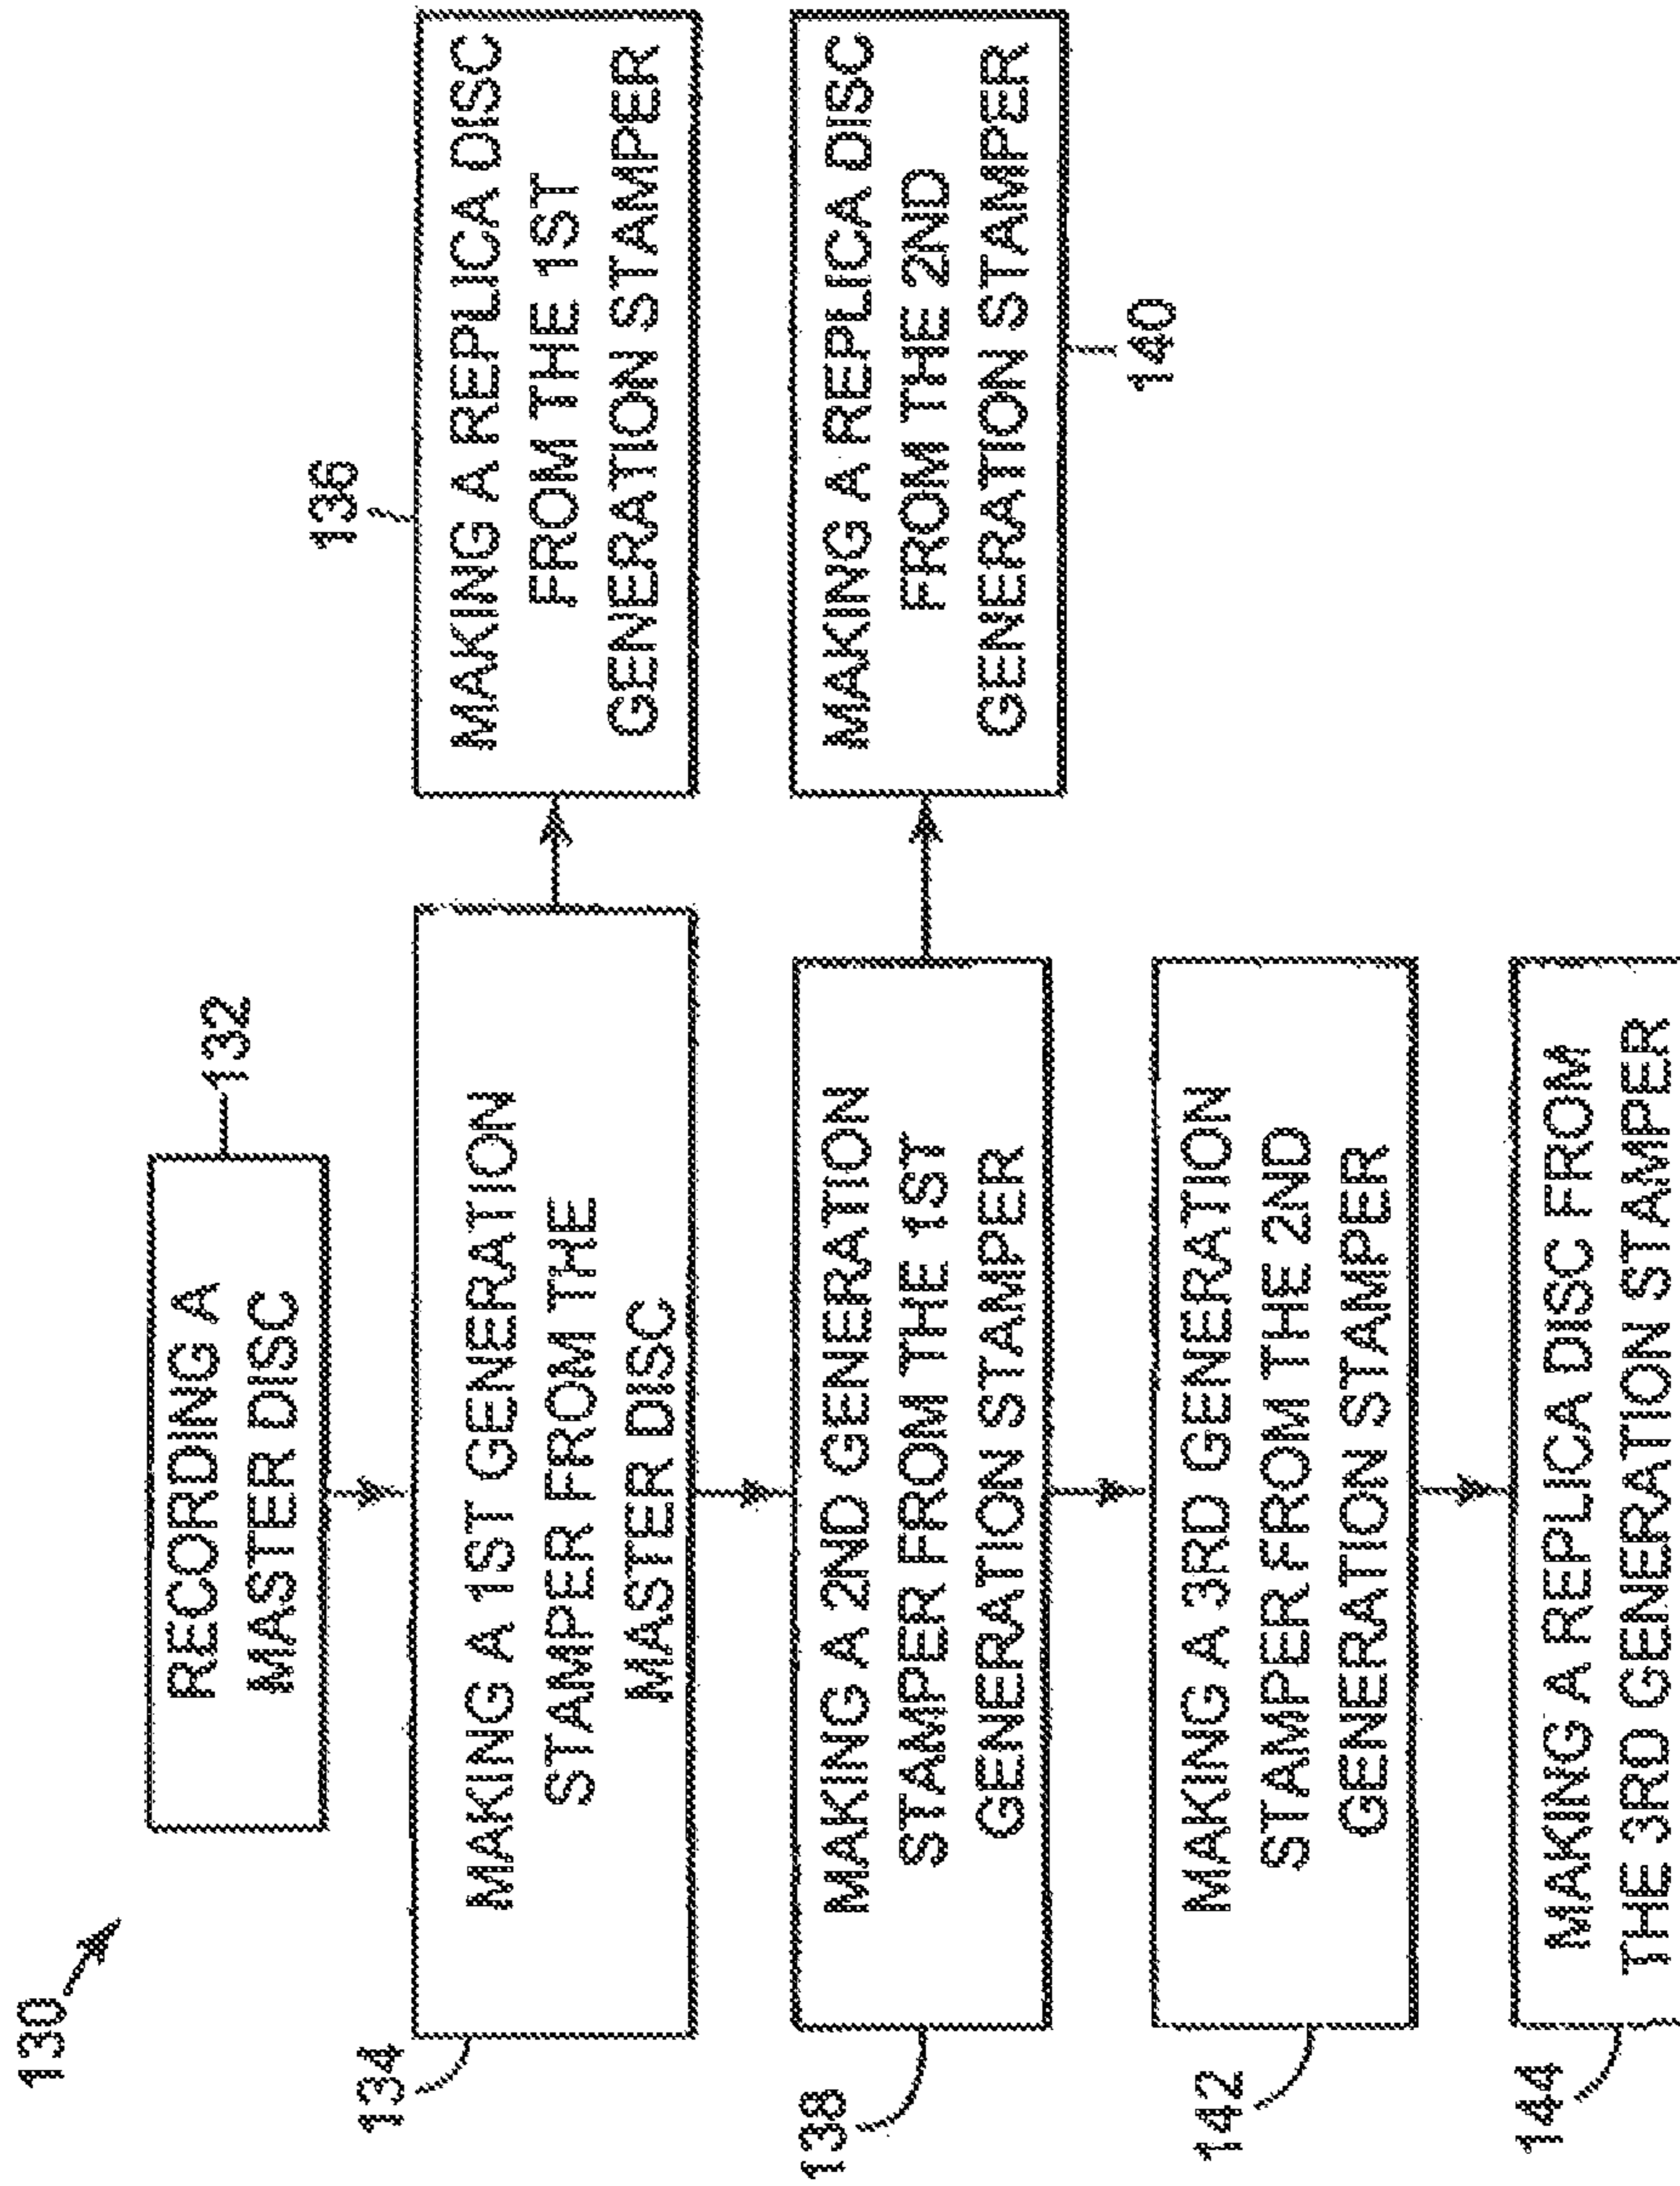 130
RECORDING A
MASTER DISC
132
134
MAKING A 1ST GENERATION
STAMPER FROM THE
MASTER DISC
136
MAKING A REPLICA DISC
FROM THE 1ST
GENERATION STAMPER
138
MAKING A 2ND GENERATION
STAMPER FROM THE 1ST
GENERATION STAMPER
MAKING A REPLICA DISC
FROM THE 2ND
GENERATION STAMPER
140
142
MAKING A 3RD GENERATION
STAMPER FROM THE 2ND
GENERATION STAMPER
144
MAKING A REPLICA DISC FROM
THE 3RD GENERATION STAMPER